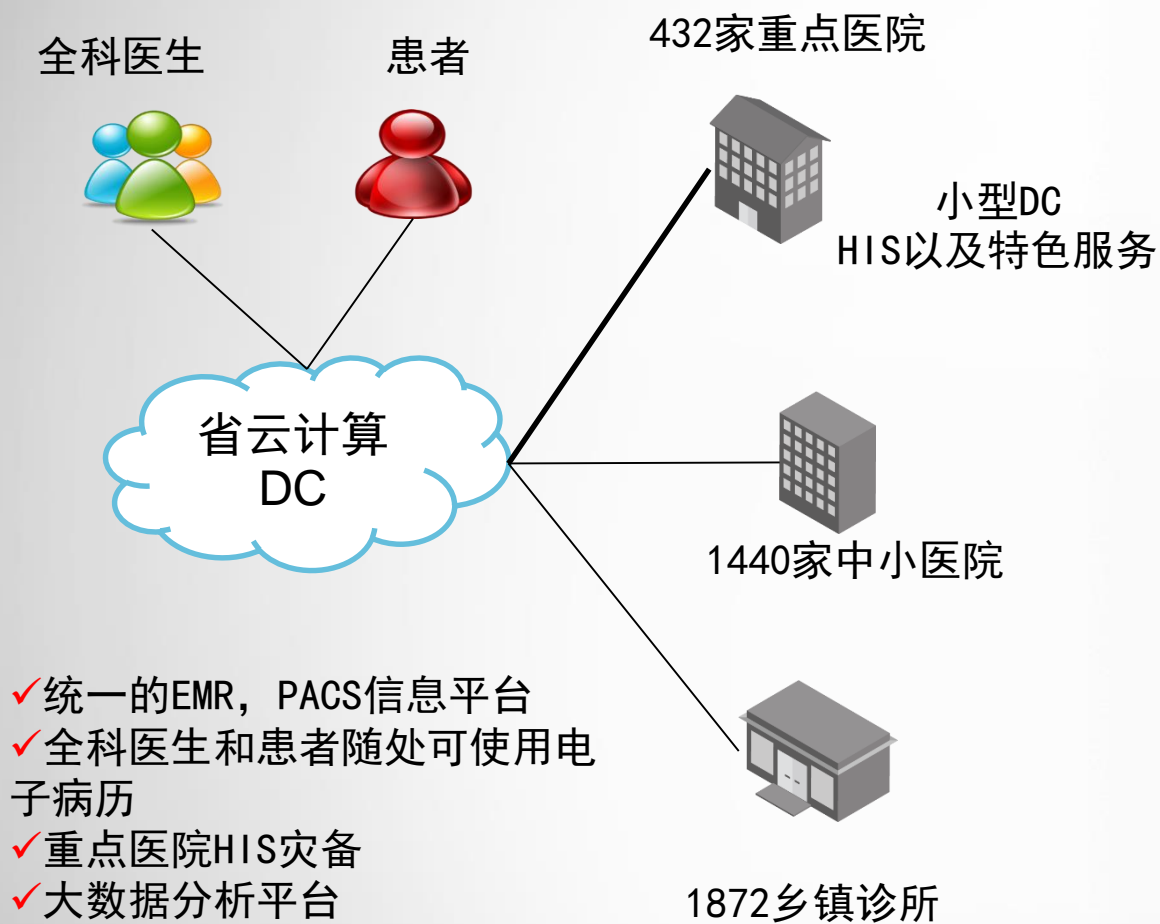 全科医生
患者
432家重点医院
小型DC
HIS以及特色服务
省云计算
DC
1440家中小医院
✓统一的EMR，PACS信息平台
✓全科医生和患者随处可使用电
子病历
✓重点医院HIS灾备
✓大数据分析平台
1872乡镇诊所